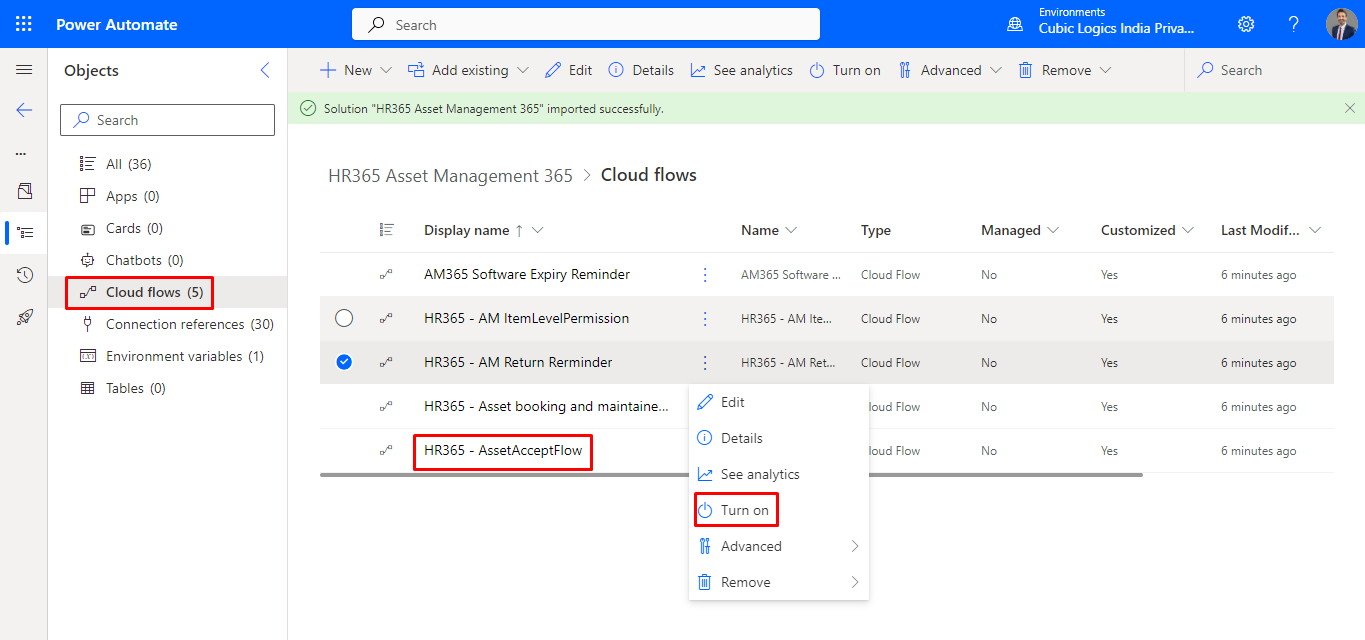 Power Automate
Search
Environments
Cubic Logics India Priva...
?
Objects
New
Add existing
Edit
Details
See analytics
Turn on
Advanced
Remove
Search
Solution "HR365 Asset Management 365" imported successfully.
Search
All (36)
Apps (0)
Cards (0)
Chatbots (0)
Cloud flows (5)
Connection references (30)
Environment variables (1)
Tables (0)
HR365 Asset Management 365 > Cloud flows
Display name ↑ Name Type Managed Customized Last Modif...
AM365 Software Expiry Reminder AM365 Software ... Cloud Flow No Yes 6 minutes ago
HR365 - AM ItemLevelPermission HR365 - AM Ite... Cloud Flow No Yes 6 minutes ago
HR365 - AM Return Rerminder HR365 - AM Ret... Cloud Flow No Yes 6 minutes ago
HR365 - Asset booking and maintaine... loud Flow No Yes 6 minutes ago
HR365 - AssetAcceptFlow loud Flow No Yes 6 minutes ago
Edit
Details
See analytics
Turn on
Advanced
Remove